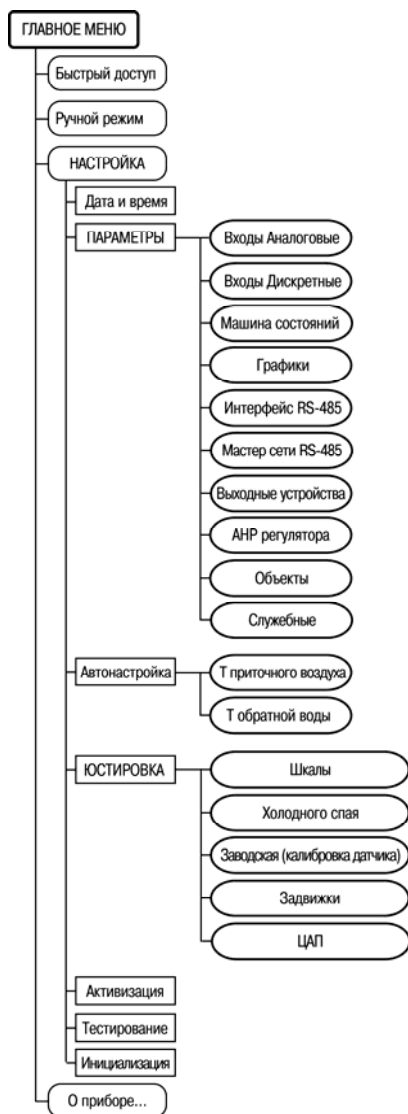 ГЛАВНОЕ МЕНЮ
Быстрый доступ
Ручной режим
НАСТРОЙКА
Дата и время
ПАРАМЕТРЫ
Входы Аналоговые
Входы Дискретные
Машина состояний
Графики
Интерфейс RS-485
Мастер сети RS-485
Выходные устройства
АНР регулятора
Объекты
Служебные
Автонастройка
Т приточного воздуха
Т обратной воды
ЮСТИРОВКА
Шкалы
Холодного спая
Заводская (калибровка датчика)
Задвижки
ЦАП
Активизация
Тестирование
Инициализация
О приборе...